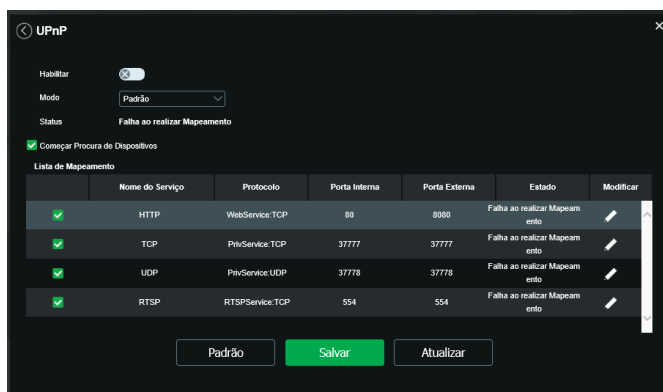 UPnP
Habilitar
Modo Padrão
Status Falha ao realizar Mapeamento
Começar Procura de Dispositivos
Lista de Mapeamento
Nome do Serviço Protocolo Porta Interna Porta Externa Estado Modificar
HTTP WebService:TCP 80 8080 Falha ao realizar Mapeam
ento
TCP PrivService:TCP 37777 37777 Falha ao realizar Mapeam
ento
UDP PrivService:UDP 37778 37778 Falha ao realizar Mapeam
ento
RTSP RTSPService:TCP 554 554 Falha ao realizar Mapeam
ento
Padrão Salvar Atualizar